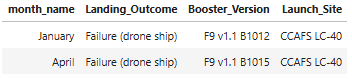 month_name Landing_Outcome Booster_Version Launch_Site
January Failure (drone ship) F9 v1.1 B1012 CCAFS LC-40
April Failure (drone ship) F9 v1.1 B1015 CCAFS LC-40